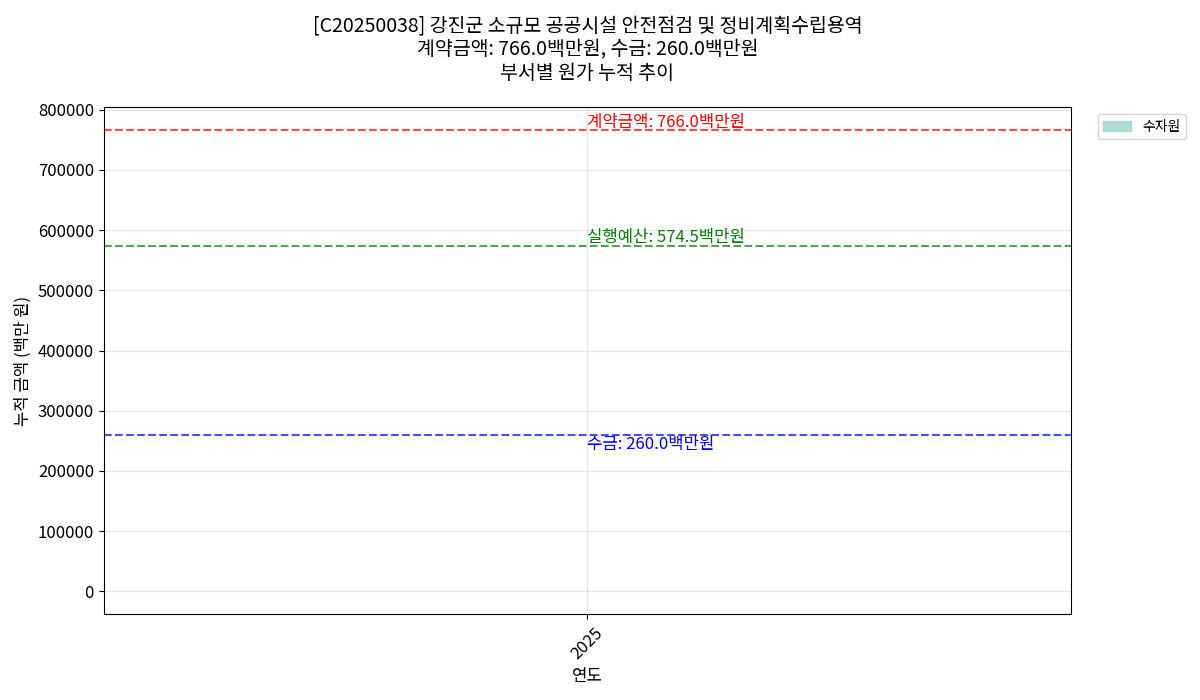 [C20250038] 강진군 소규모 공공시설 안전점검 및 정비계획수립용역
계약금액: 766.0백만원, 수금: 260.0백만원
부서별 원가 누적 추이
800000
700000
600000
500000
400000
300000
200000
100000
0
누적 금액 (백만 원)
계약금액: 766.0백만원
실행예산: 574.5백만원
수금: 260.0백만원
수자원
2025
연도